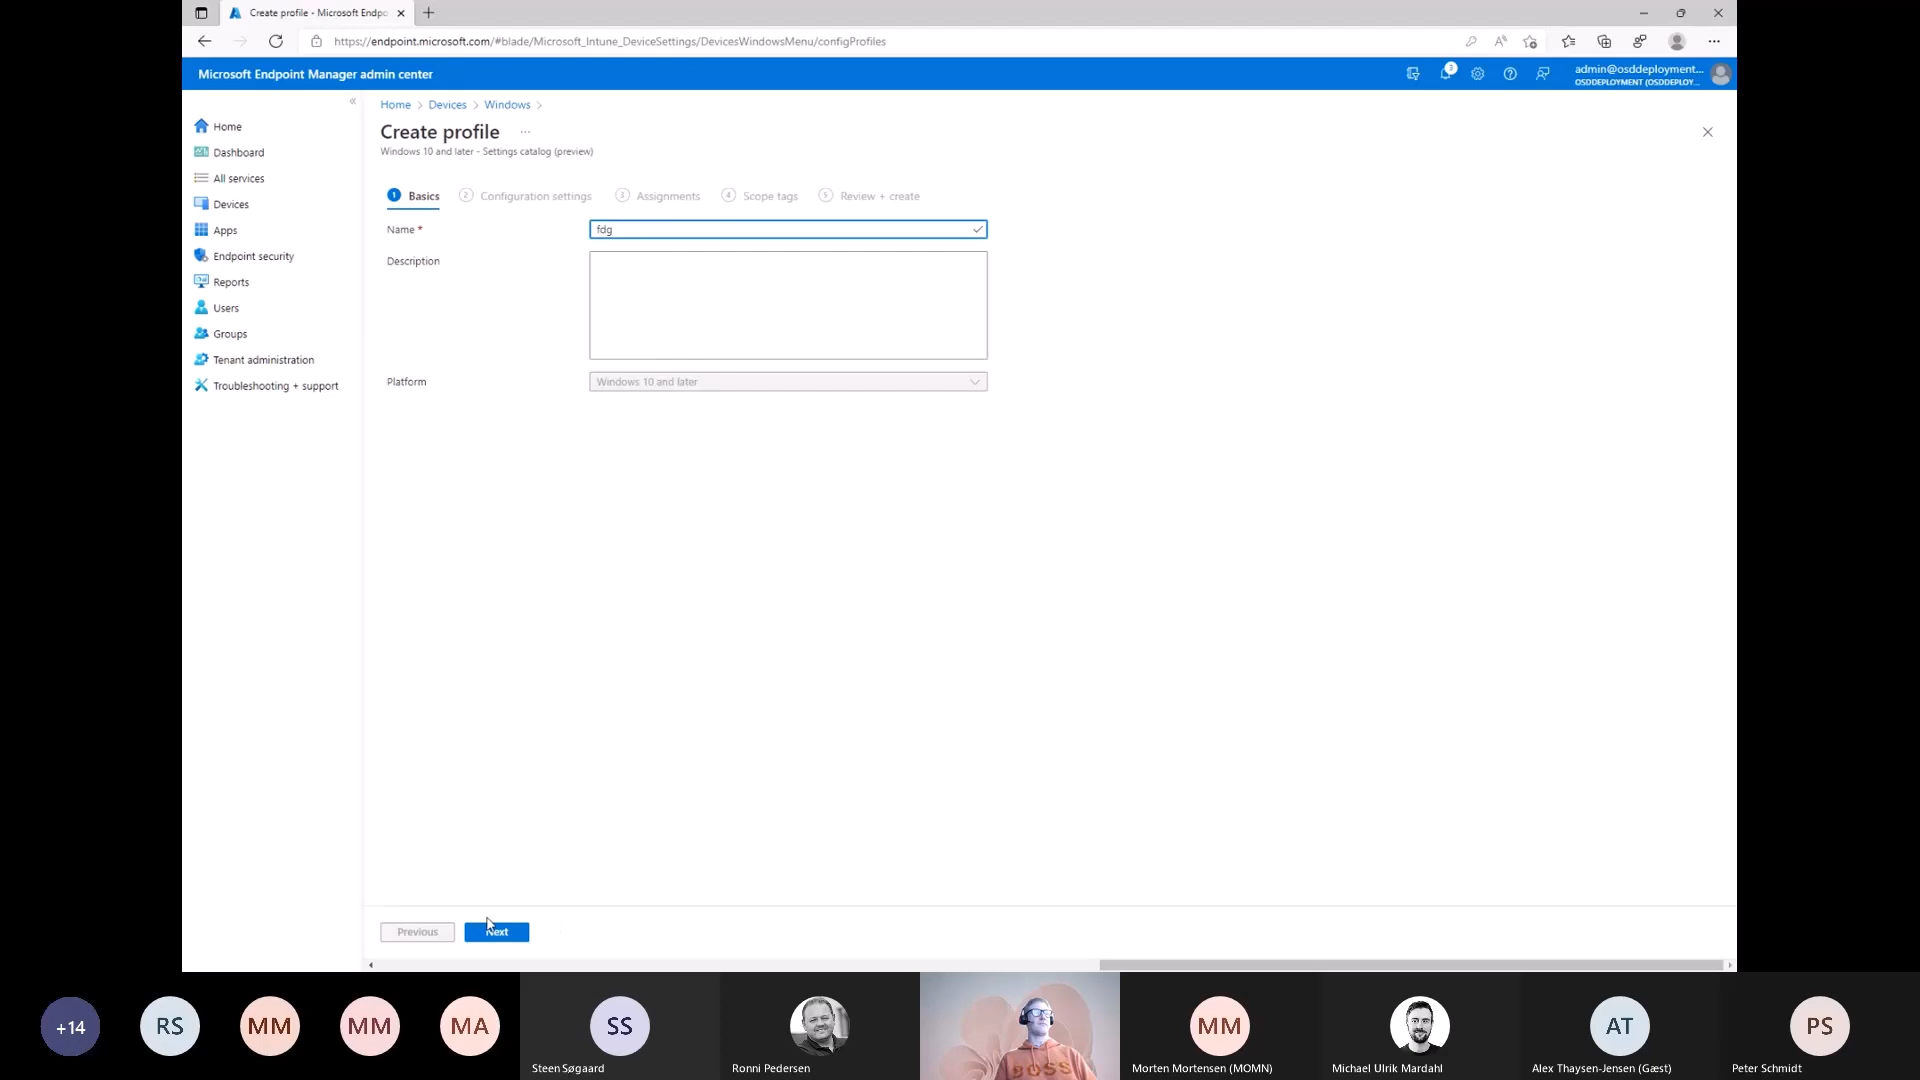 Create profile - Microsoft Endpo
https://endpoint.microsoft.com/#blade/Microsoft_Intune_DeviceSettings/DevicesWindowsMenu/configProfiles
Microsoft Endpoint Manager admin center
3
admin@osddeployment...
OSDDEPLOYMENT (OSDDEPLOY...
Home > Devices > Windows >
Create profile ...
Windows 10 and later - Settings catalog (preview)
Home
Dashboard
All services
Devices
Apps
Endpoint security
Reports
Users
Groups
Tenant administration
Troubleshooting + support
1 Basics 2 Configuration settings 3 Assignments 4 Scope tags 5 Review + create
Name * fdg
Description
Platform Windows 10 and later
Previous Next
+14 RS MM MM MA SS MM AT PS
BOSS
Steen Søgaard Ronni Pedersen Morten Mortensen (MOMN) Michael Ulrik Mardahl Alex Thaysen-Jensen (Gæst) Peter Schmidt